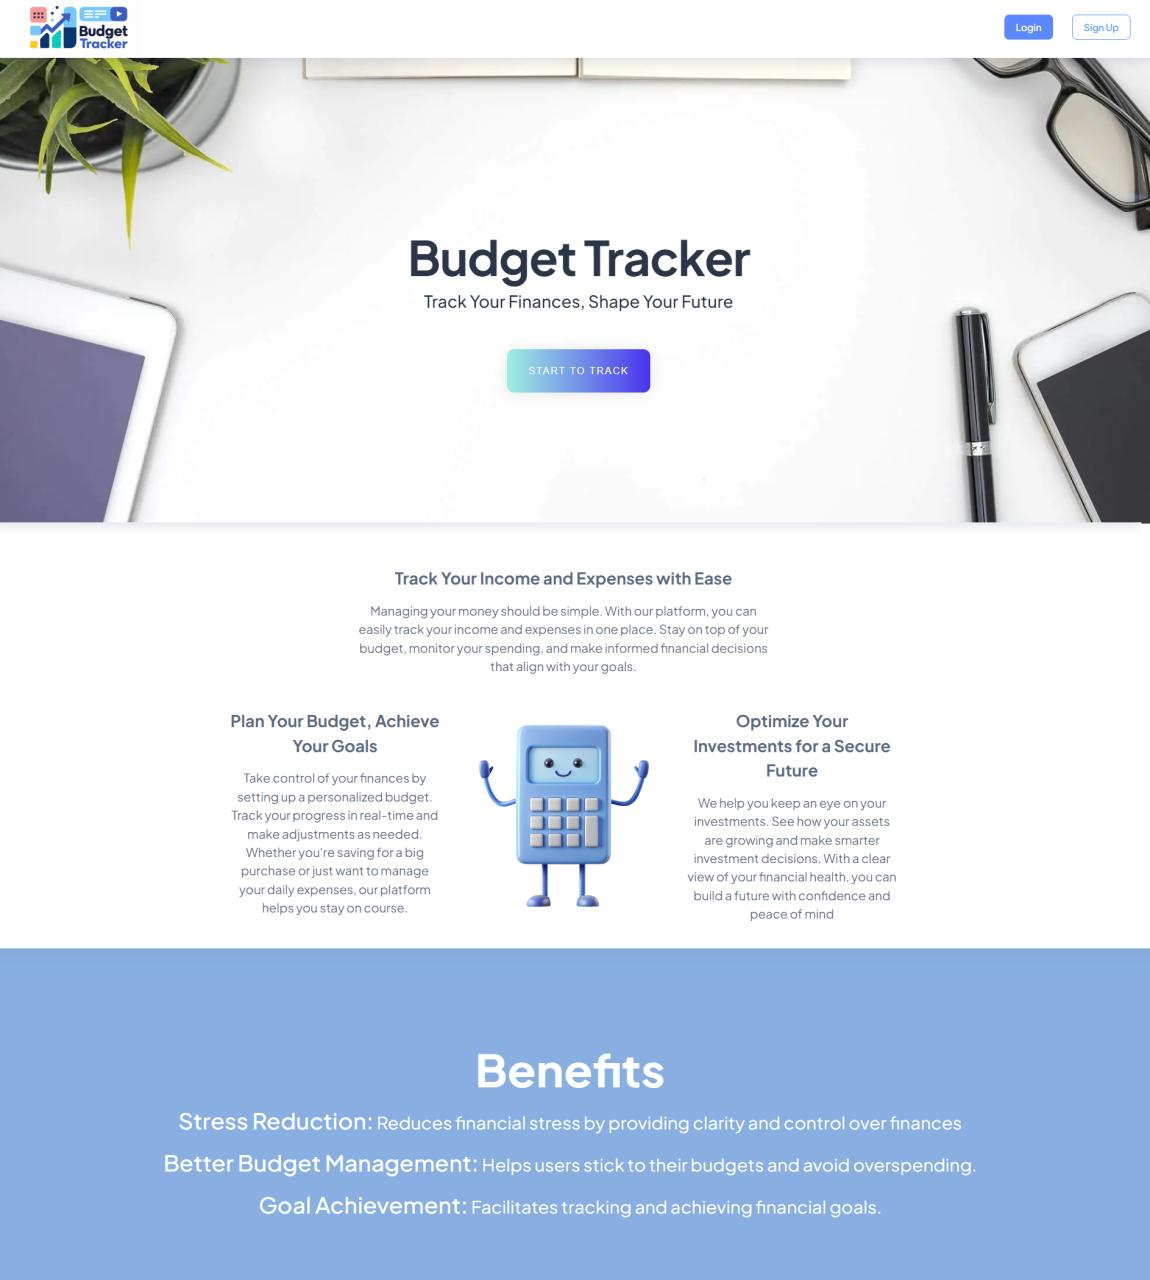 Budget
Tracker
Login
Sign Up
Budget Tracker
Track Your Finances, Shape Your Future
START TO TRACK
Track Your Income and Expenses with Ease
Managing your money should be simple. With our platform, you can
easily track your income and expenses in one place. Stay on top of your
budget, monitor your spending, and make informed financial decisions
that align with your goals.
Plan Your Budget, Achieve
Your Goals
Take control of your finances by
setting up a personalized budget.
Track your progress in real-time and
make adjustments as needed.
Whether you're saving for a big
purchase or just want to manage
your daily expenses, our platform
helps you stay on course.
Optimize Your
Investments for a Secure
Future
We help you keep an eye on your
investments. See how your assets
are growing and make smarter
investment decisions. With a clear
view of your financial health, you can
build a future with confidence and
peace of mind
Benefits
Stress Reduction: Reduces financial stress by providing clarity and control over finances
Better Budget Management: Helps users stick to their budgets and avoid overspending.
Goal Achievement: Facilitates tracking and achieving financial goals.